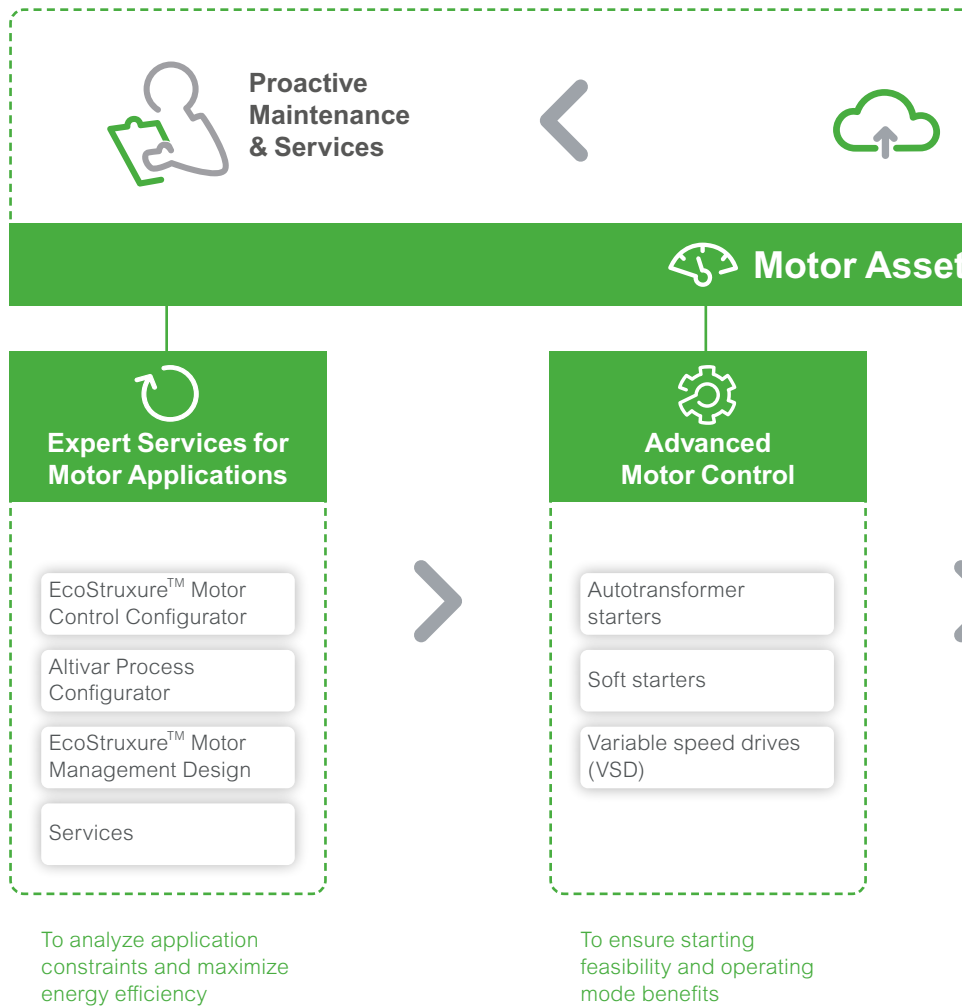 Proactive
Maintenance
& Services
Motor Asset
Expert Services for
Motor Applications
EcoStruxure™ Motor
Control Configurator
Altivar Process
Configurator
EcoStruxure™ Motor
Management Design
Services
To analyze application
constraints and maximize
energy efficiency
Advanced
Motor Control
Autotransformer
starters
Soft starters
Variable speed drives
(VSD)
To ensure starting
feasibility and operating
mode benefits